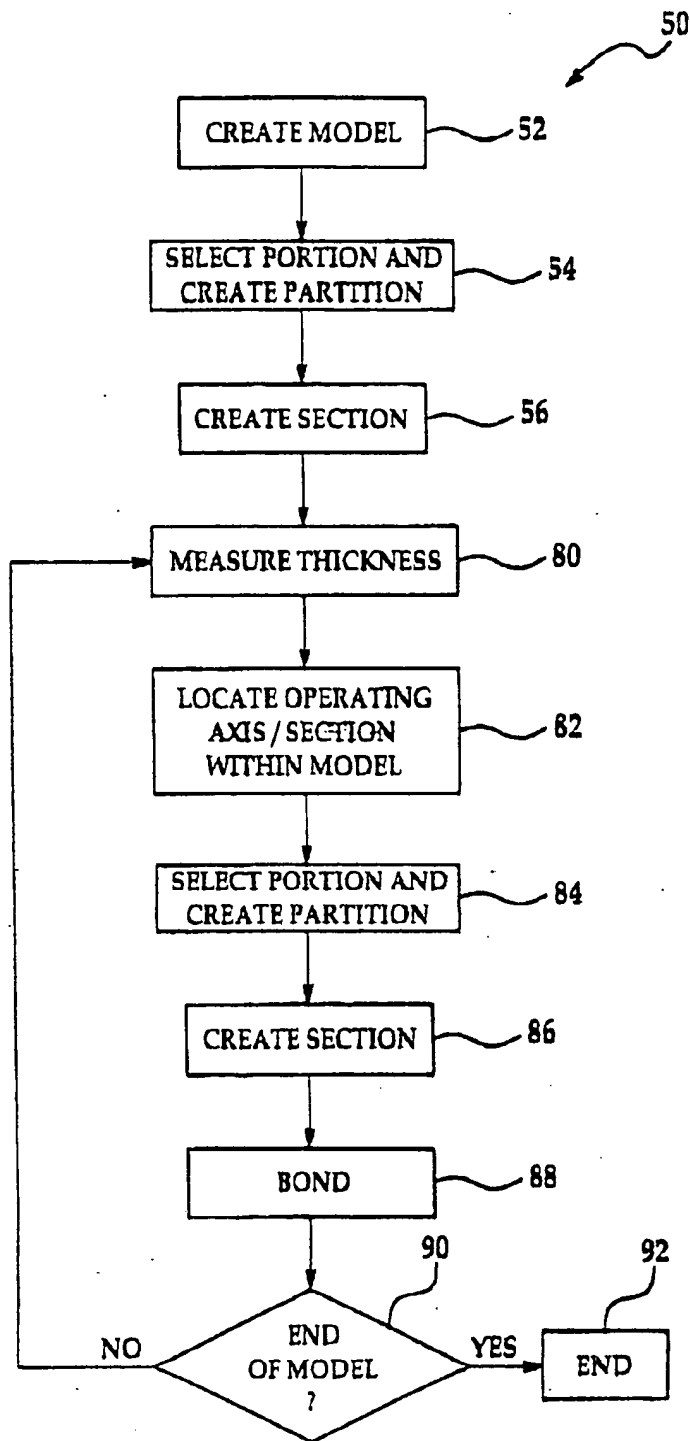 50
CREATE MODEL
52
SELECT PORTION AND
CREATE PARTITION
54
CREATE SECTION
56
MEASURE THICKNESS
80
LOCATE OPERATING
AXIS/SECTION
WITHIN MODEL
82
SELECT PORTION AND
CREATE PARTITION
84
CREATE SECTION
86
BOND
88
90
92
NO
END
OF MODEL
?
YES
END